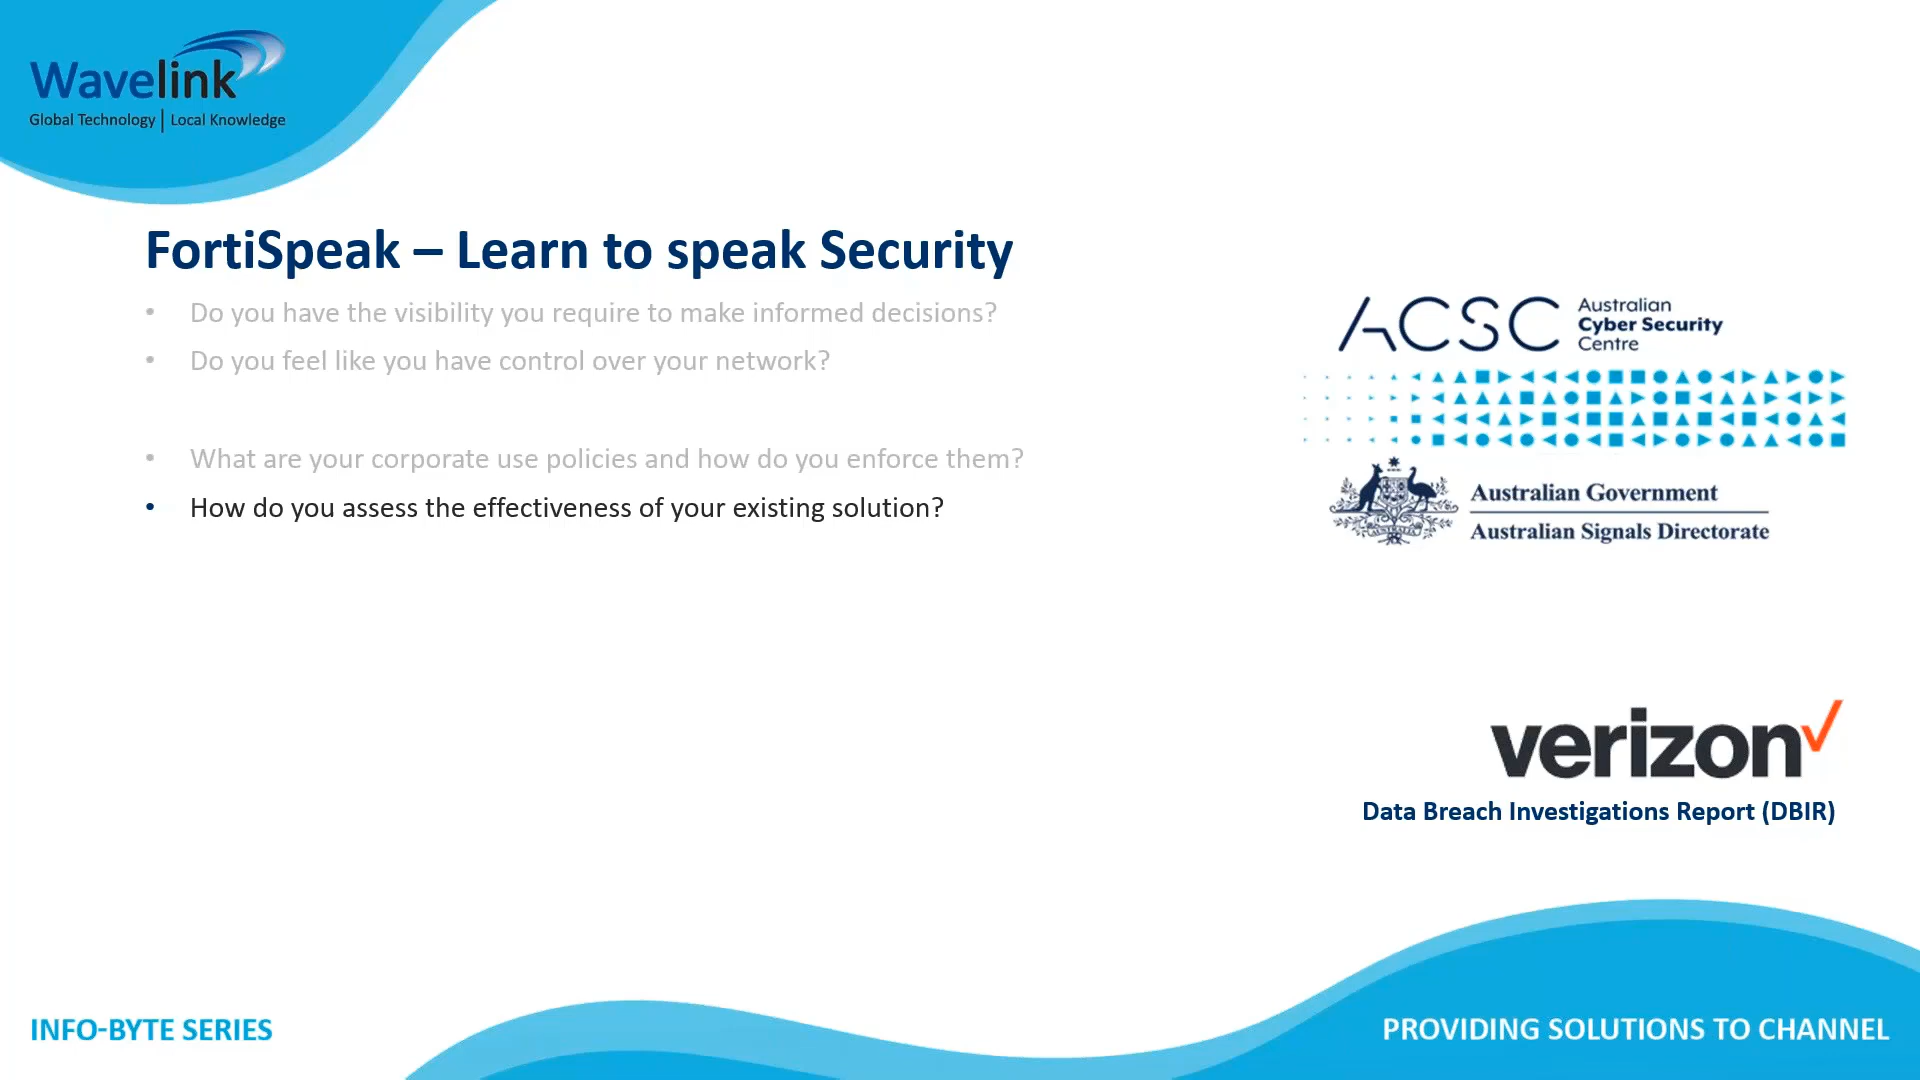 Wavelink
Global Technology | Local Knowledge
FortiSpeak – Learn to speak Security
• Do you have the visibility you require to make informed decisions?
• Do you feel like you have control over your network?
• What are your corporate use policies and how do you enforce them?
• How do you assess the effectiveness of your existing solution?
ACSC
Australian
Cyber Security
Centre
Australian Government
Australian Signals Directorate
verizon
Data Breach Investigations Report (DBIR)
INFO-BYTE SERIES
PROVIDING SOLUTIONS TO CHANNEL